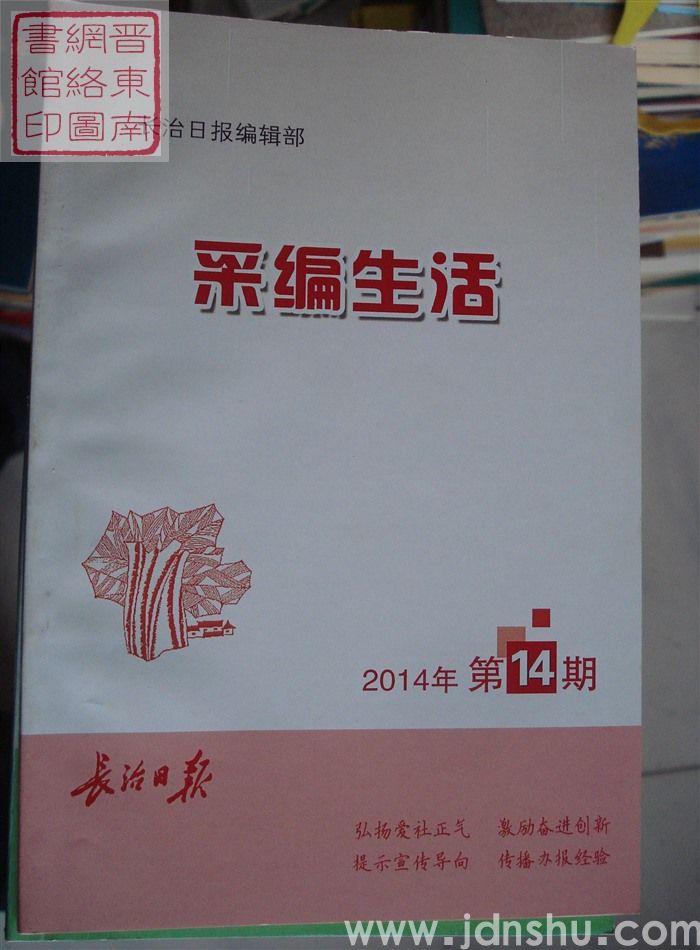 晋东南
網絡圖
書館印
长治日报编辑部
采编生活
2014年 第14期
长治日报
弘扬爱社正气 激励奋进创新
提示宣传导向 传播办报经验
www.jdnshu.com